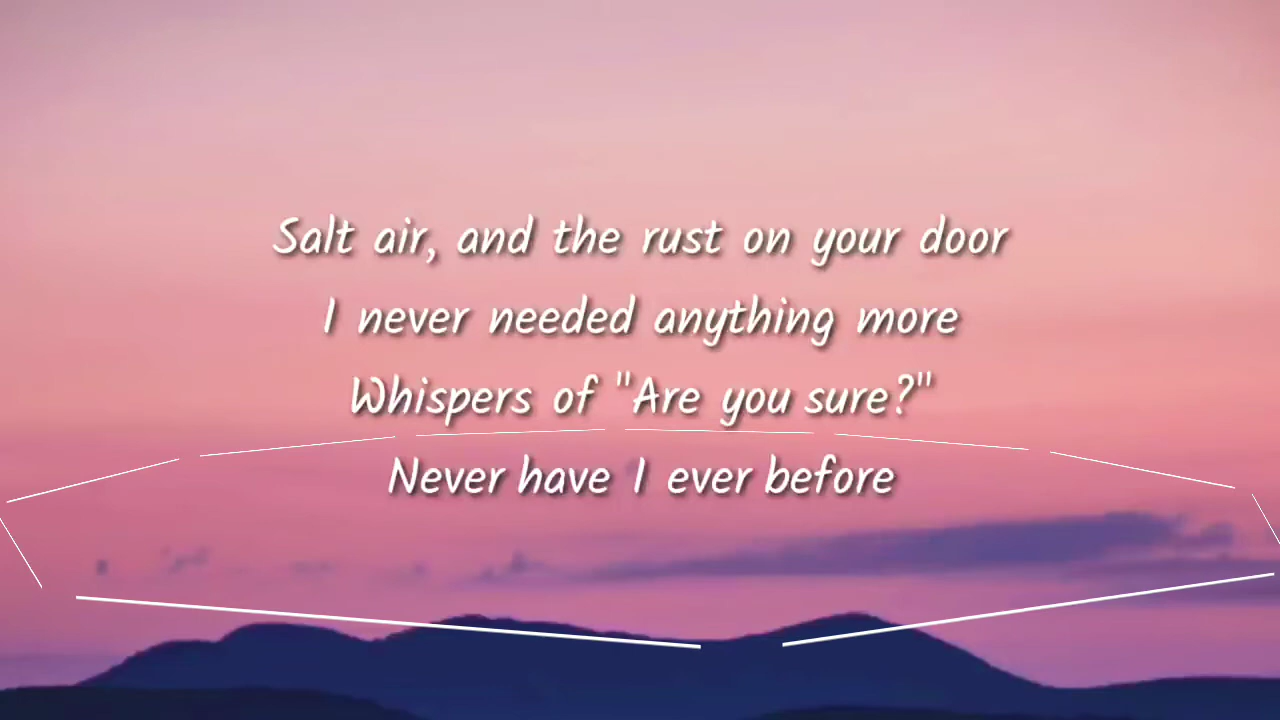 Salt air, and the rust on your door
I never needed anything more
Whispers of "Are you sure?"
Never have I ever before